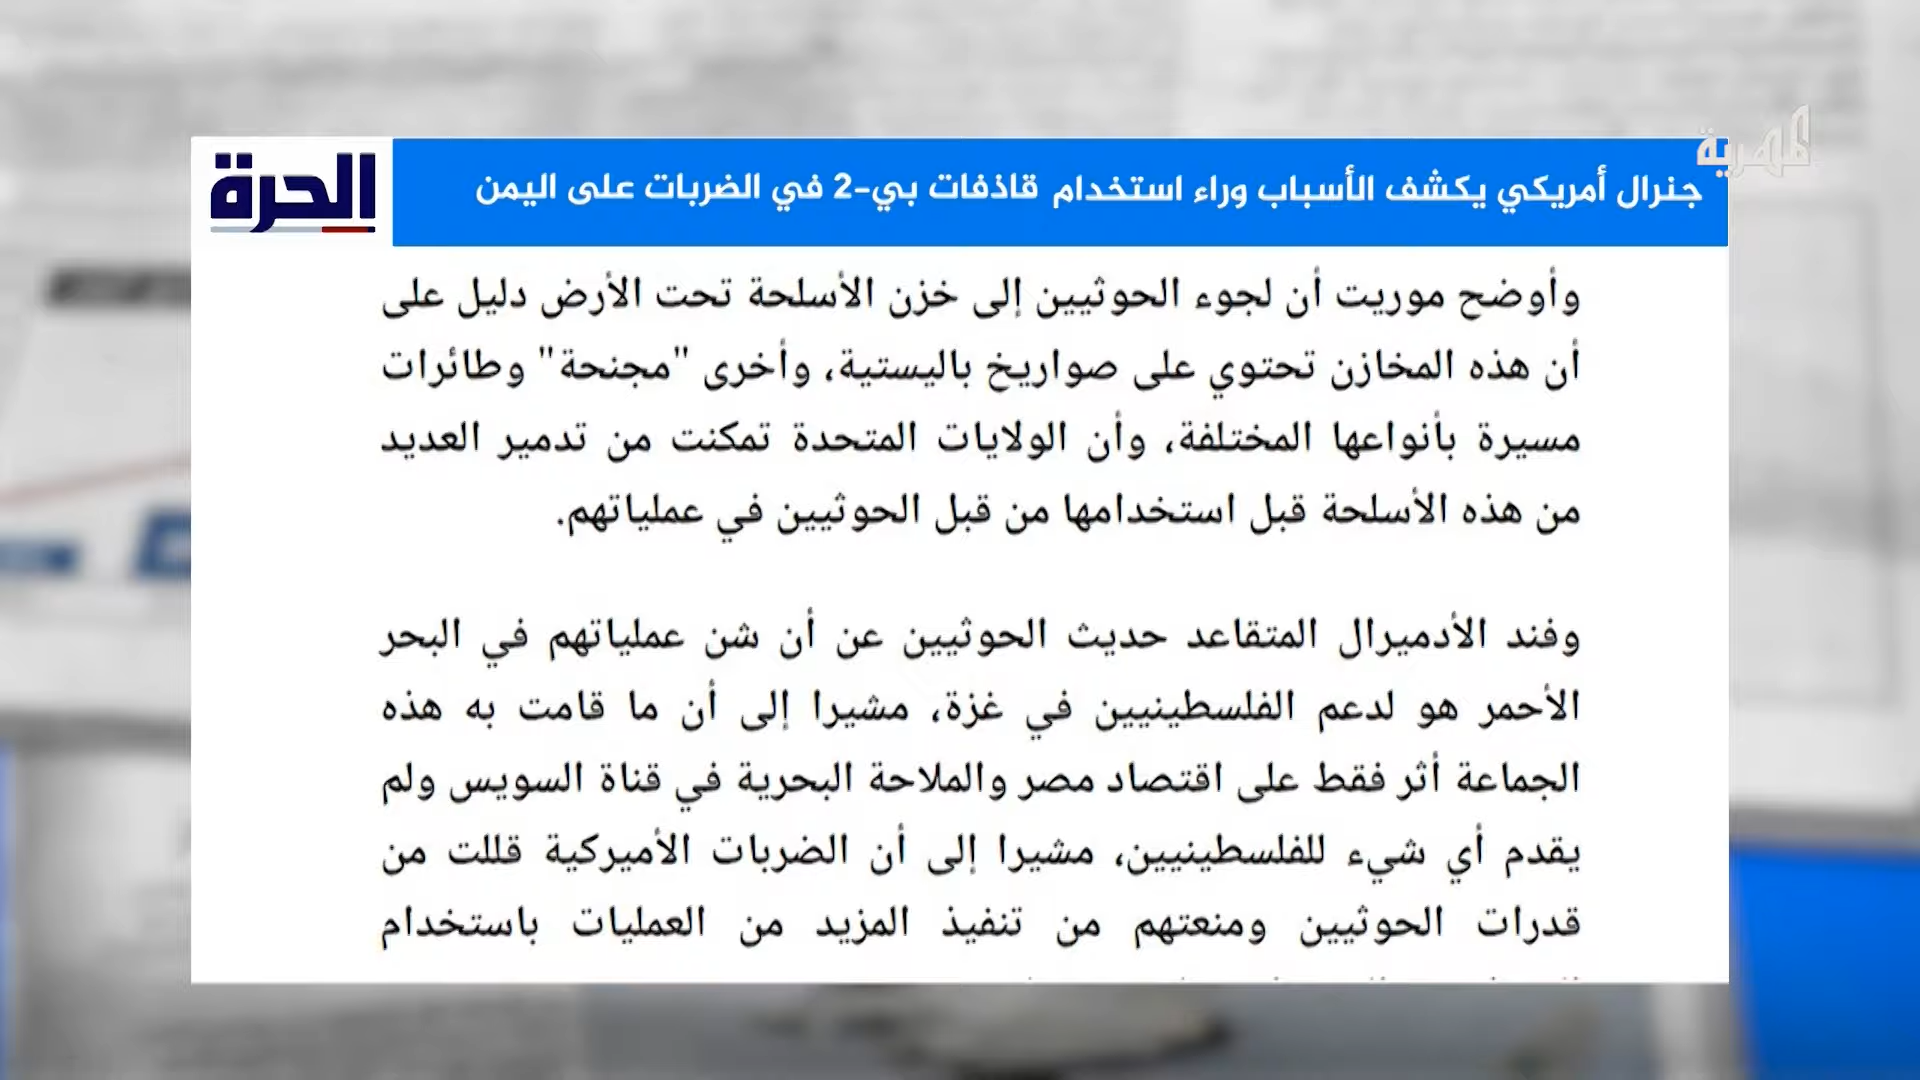 المهرية
الحرة
جنرال أمريكي يكشف الأسباب وراء استخدام قاذفات بي-2 في الضربات على اليمن
وأوضح موريت أن لجوء الحوثيين إلى خزن الأسلحة تحت الأرض دليل على
أن هذه المخازن تحتوي على صواريخ باليستية، وأخرى "مجنحة" وطائرات
مسيرة بأنواعها المختلفة، وأن الولايات المتحدة تمكنت من تدمير العديد
من هذه الأسلحة قبل استخدامها من قبل الحوثيين في عملياتهم.
وفند الأدميرال المتقاعد حديث الحوثيين عن أن شن عملياتهم في البحر
الأحمر هو لدعم الفلسطينيين في غزة، مشيرا إلى أن ما قامت به هذه
الجماعة أثر فقط على اقتصاد مصر والملاحة البحرية في قناة السويس ولم
يقدم أي شيء للفلسطينيين، مشيرا إلى أن الضربات الأميركية قللت من
قدرات الحوثيين ومنعتهم من تنفيذ المزيد من العمليات باستخدام